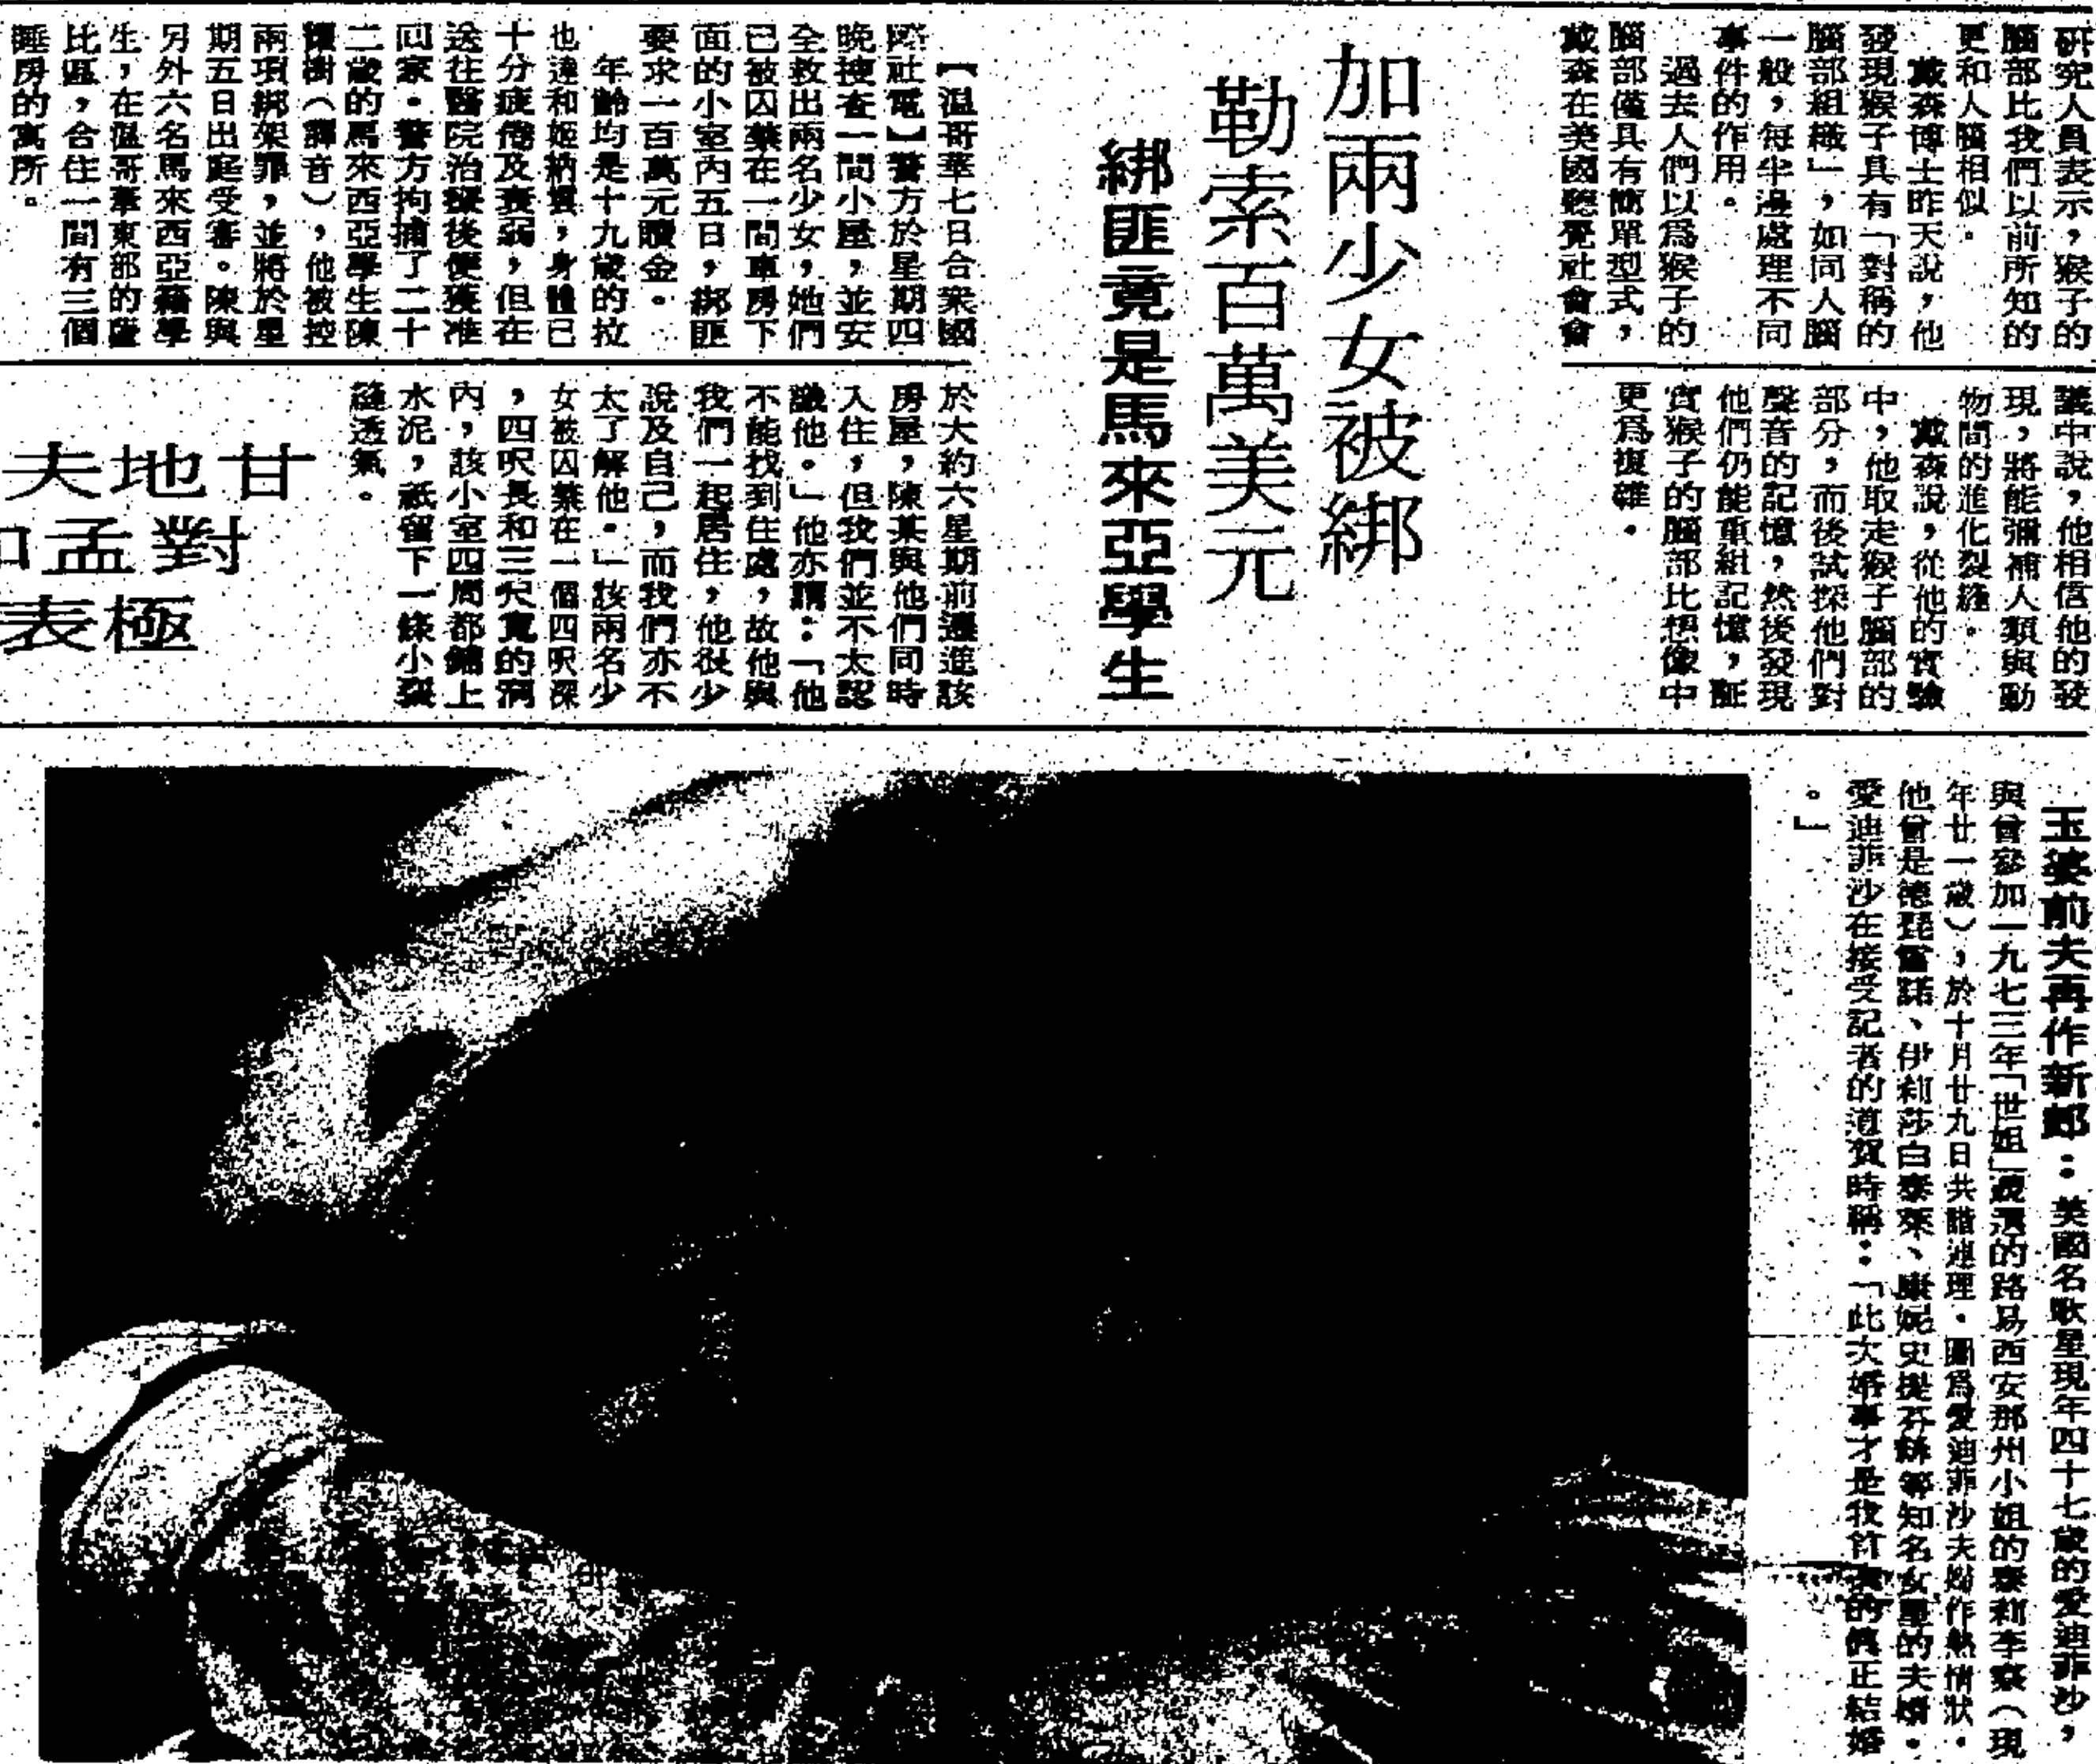 研究人員表示，猴子的
腦部比我們以前所知的
更和人腦相似。
戴森博士昨天說，他
發現猴子具有「對稱的
腦部組織」，如同人腦
一般，每半邊處理不同
事件的作用。
過去人們以爲猴子的
腦部僅具有簡單型式，
戴森在美國聽覺社會會
議中說，他相信他的發
現，將能彌補人類與動
物間的進化裂縫。
戴森說，從他的實驗
中，他取走猴子腦部的
部分，而後試探他們對
聲音的記憶，然後發現
他們仍能重組記憶，証
實猴子的腦部比想像中
更爲複雜。
加兩少女被綁
勒索百萬美元
綁匪竟是馬來亞學生
【温哥華七日合衆國
際社電】警方於星期四
晚搜查一間小屋，並安
全救出兩名少女，她們
已被囚禁在一間車房下
面的小室內五日，綁匪
要求一百萬元贖金。
年齡均是十九歲的拉
也達和姬納，身體已
十分疲倦及衰弱，但在
送往醫院治療後便獲准
回家。警方拘捕了二十
二歲的馬來西亞學生陳
樹（譯音），他被控
兩項綁架罪，並將於星
期五日出庭受審。陳與
另外六名馬來西亞籍學
生，在溫哥華東部的薩
比區，合住一間有三個
睡房的寓所。
於大約六星期前遷進該
房屋，陳某與他們同時
入住，但我們並不太認
識他。」他亦謂：「他
不能找到住處，故他與
我們一起居住，他很少
說及自己，而我們亦不
太了解他。」該兩名少
女被囚禁在一個四呎深
，四呎長和三尺寬的洞
內，該小室四周都鋪上
水泥，祇留下一條小裂
縫透氣。
甘地夫
對孟加
極表
玉婆前夫再作新郎：英國名歌星現年四十七歲的愛迪菲沙，
與曾參加一九七三年「世姐」競選的路易西安那州小姐的泰利李察（現
年廿一歲），於十月廿九日共諧連理。圖爲愛迪菲沙夫婦作熱情狀。
他曾是德琵雷諾、伊利莎白泰萊、康妮史提芬絲等知名女星的夫婿。
愛迪菲沙在接受記者的道賀時稱：「此次婚事才是我的眞正結婚
。」